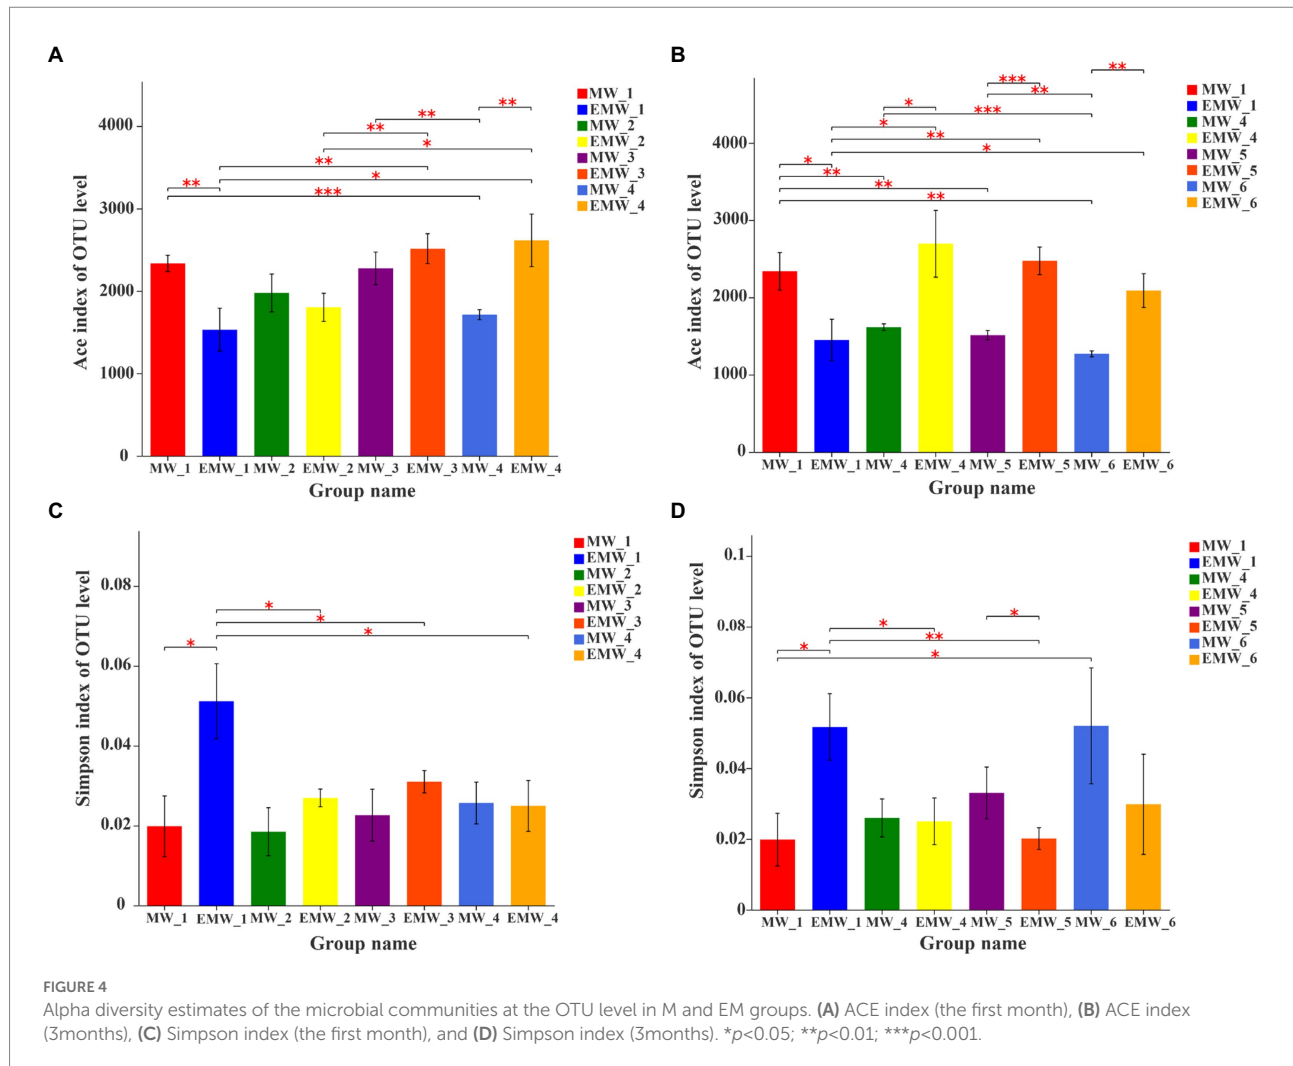 A
Ace index of OTU level
4000
3000
2000
1000
0
** ** ** * ** * ** ***
MW_1
EMW_1
MW_2
EMW_2
MW_3
EMW_3
MW_4
EMW_4
MW_1 EMW_1 MW_2 EMW_2 MW_3 EMW_3 MW_4 EMW_4
Group name
B
Ace index of OTU level
4000
3000
2000
1000
0
** *** ** * *** * ** * * ** ** **
MW_1
EMW_1
MW_4
EMW_4
MW_5
EMW_5
MW_6
EMW_6
MW_1 EMW_1 MW_4 EMW_4 MW_5 EMW_5 MW_6 EMW_6
Group name
C
Simpson index of OTU level
0.08
0.06
0.04
0.02
0
* * * *
MW_1
EMW_1
MW_2
EMW_2
MW_3
EMW_3
MW_4
EMW_4
MW_1 EMW_1 MW_2 EMW_2 MW_3 EMW_3 MW_4 EMW_4
Group name
D
Simpson index of OTU level
0.1
0.08
0.06
0.04
0.02
0
* * ** * *
MW_1
EMW_1
MW_4
EMW_4
MW_5
EMW_5
MW_6
EMW_6
MW_1 EMW_1 MW_4 EMW_4 MW_5 EMW_5 MW_6 EMW_6
Group name
FIGURE 4
Alpha diversity estimates of the microbial communities at the OTU level in M and EM groups. (A) ACE index (the first month), (B) ACE index
(3months), (C) Simpson index (the first month), and (D) Simpson index (3months). *p<0.05; **p<0.01; ***p<0.001.